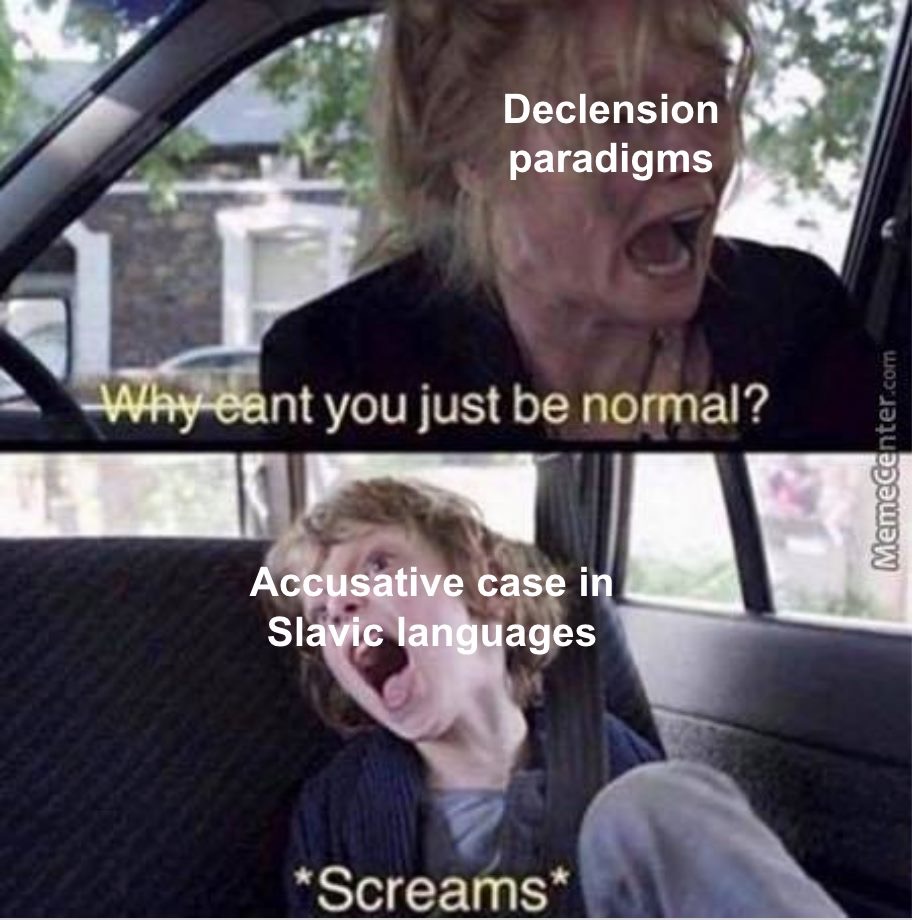 Declension
paradigms
Why cant you just be normal?
MemeCenter.com
Accusative case in
Slavic languages
*Screams*